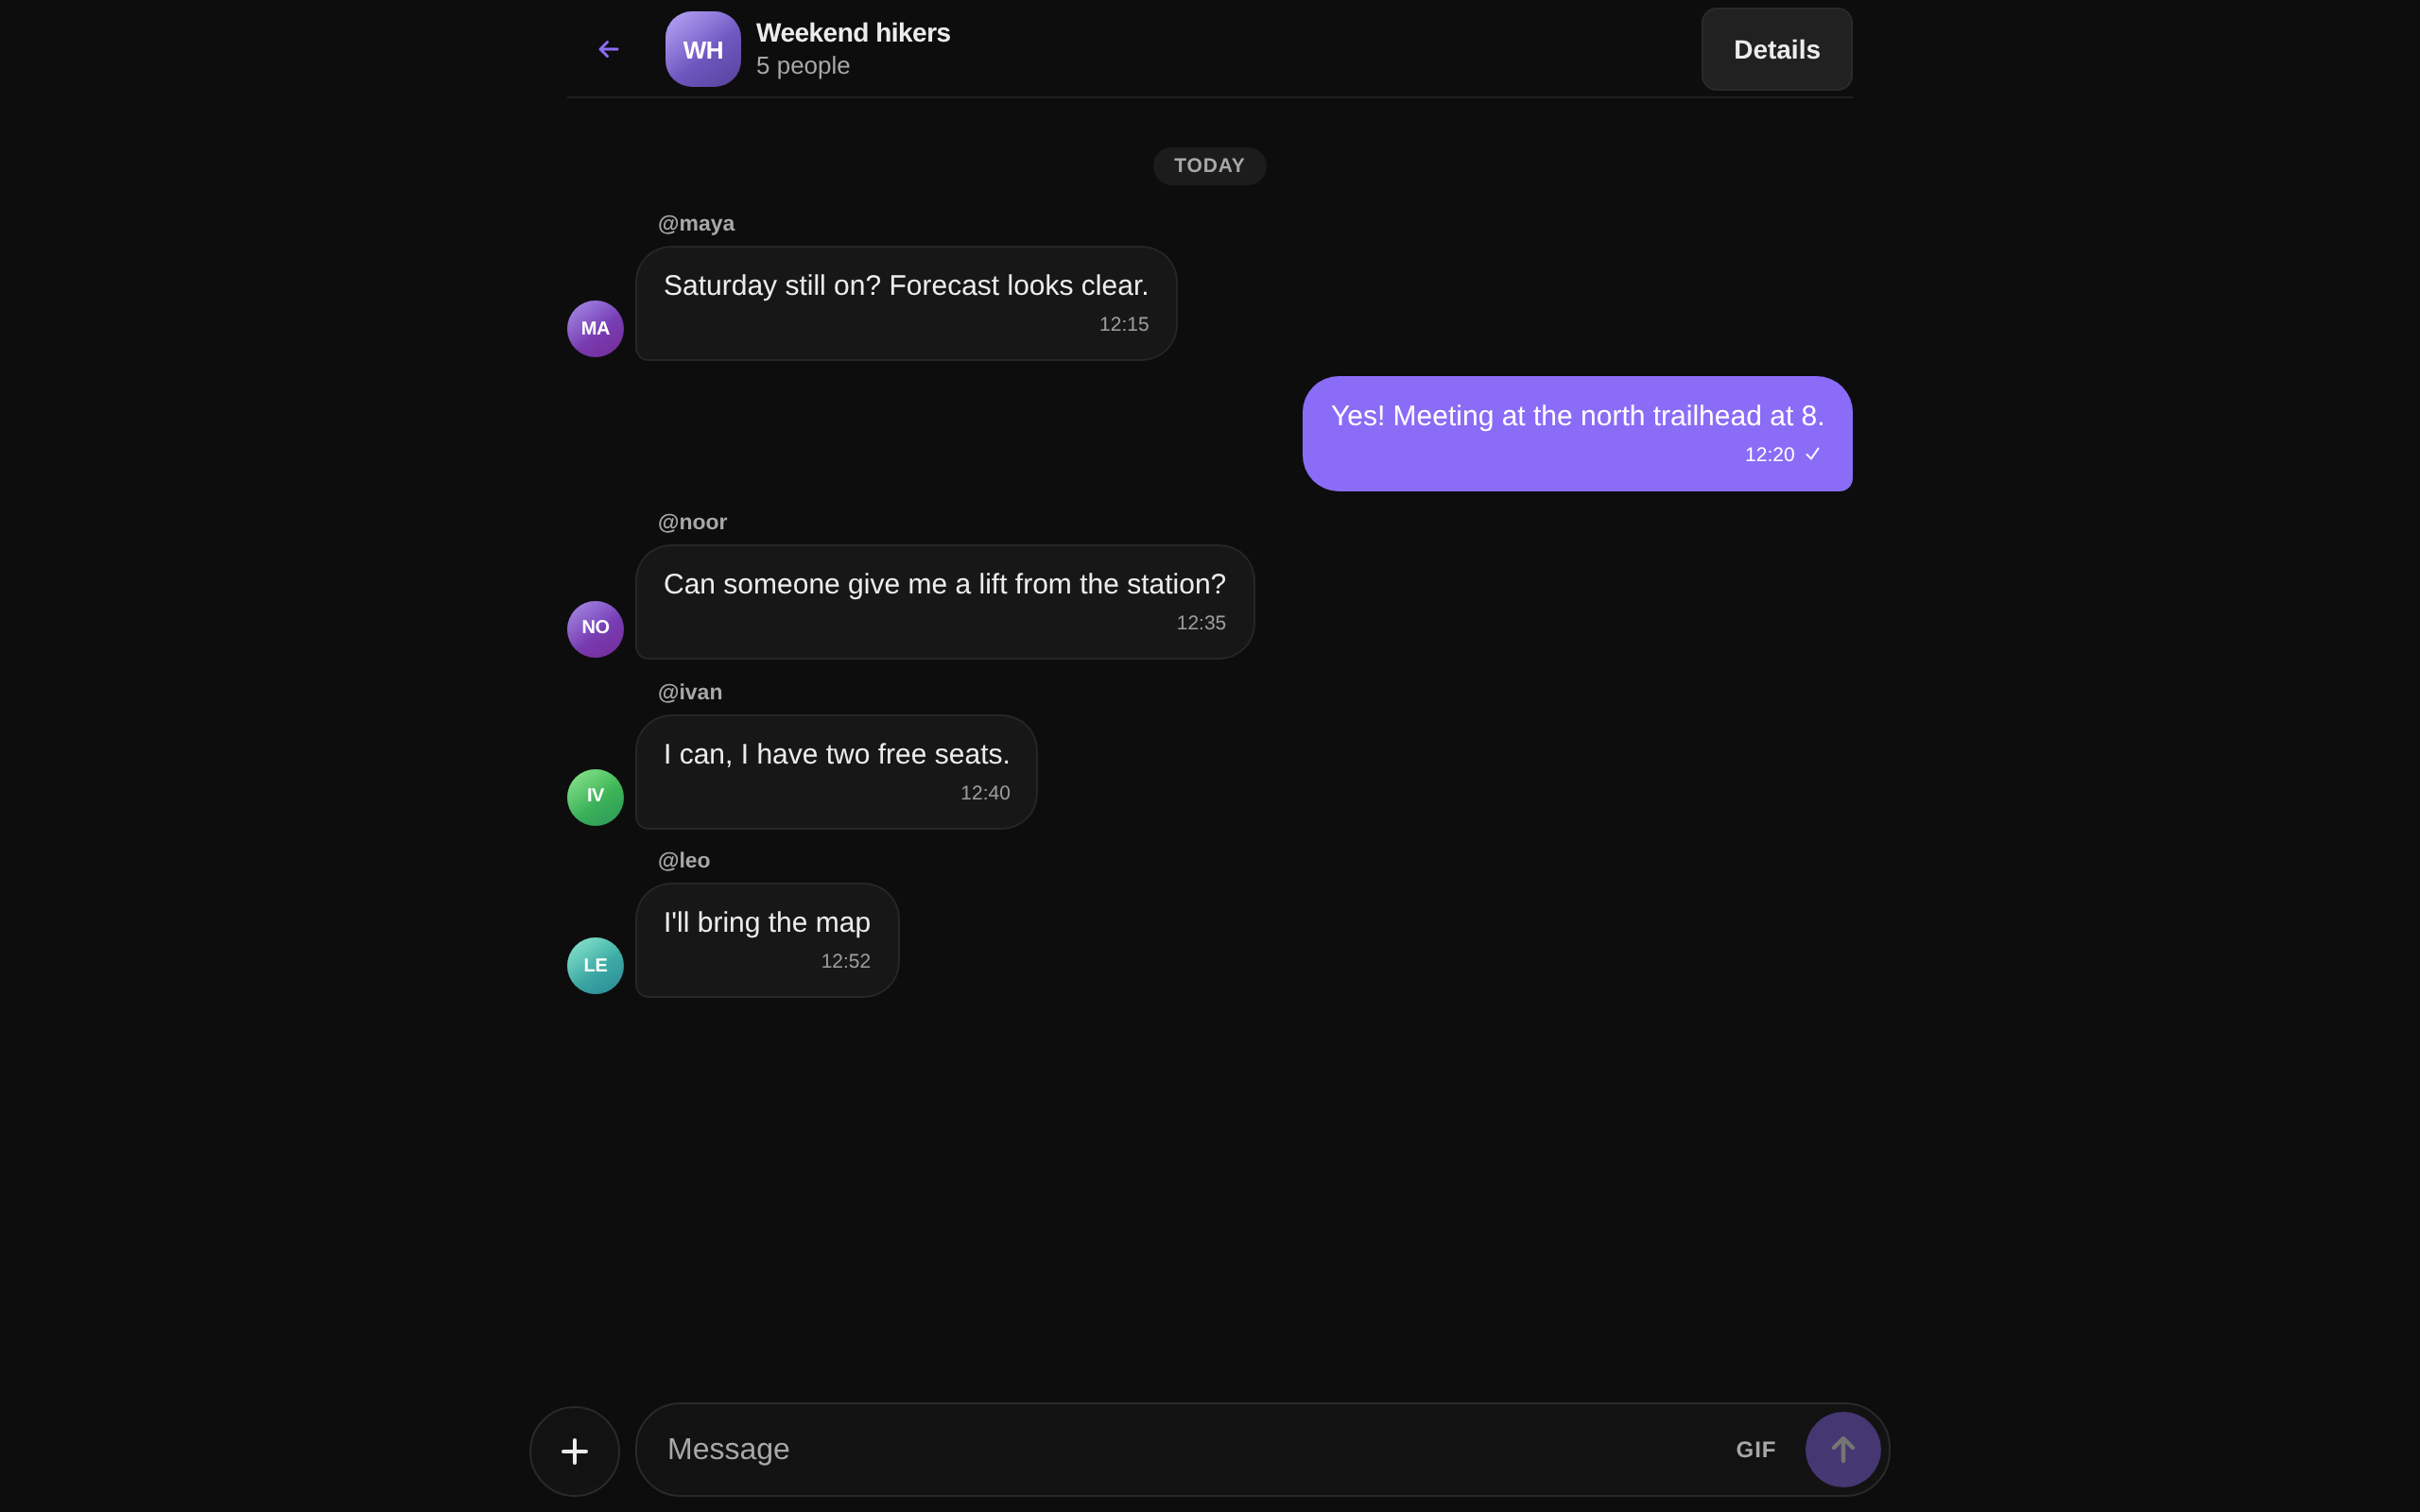 WH
Weekend hikers
5 people
Details
TODAY
@maya
Saturday still on? Forecast looks clear.
12:15
MA
Yes! Meeting at the north trailhead at 8.
12:20
@noor
Can someone give me a lift from the station?
12:35
NO
@ivan
I can, I have two free seats.
12:40
IV
@leo
I'll bring the map
12:52
LE
Message
GIF